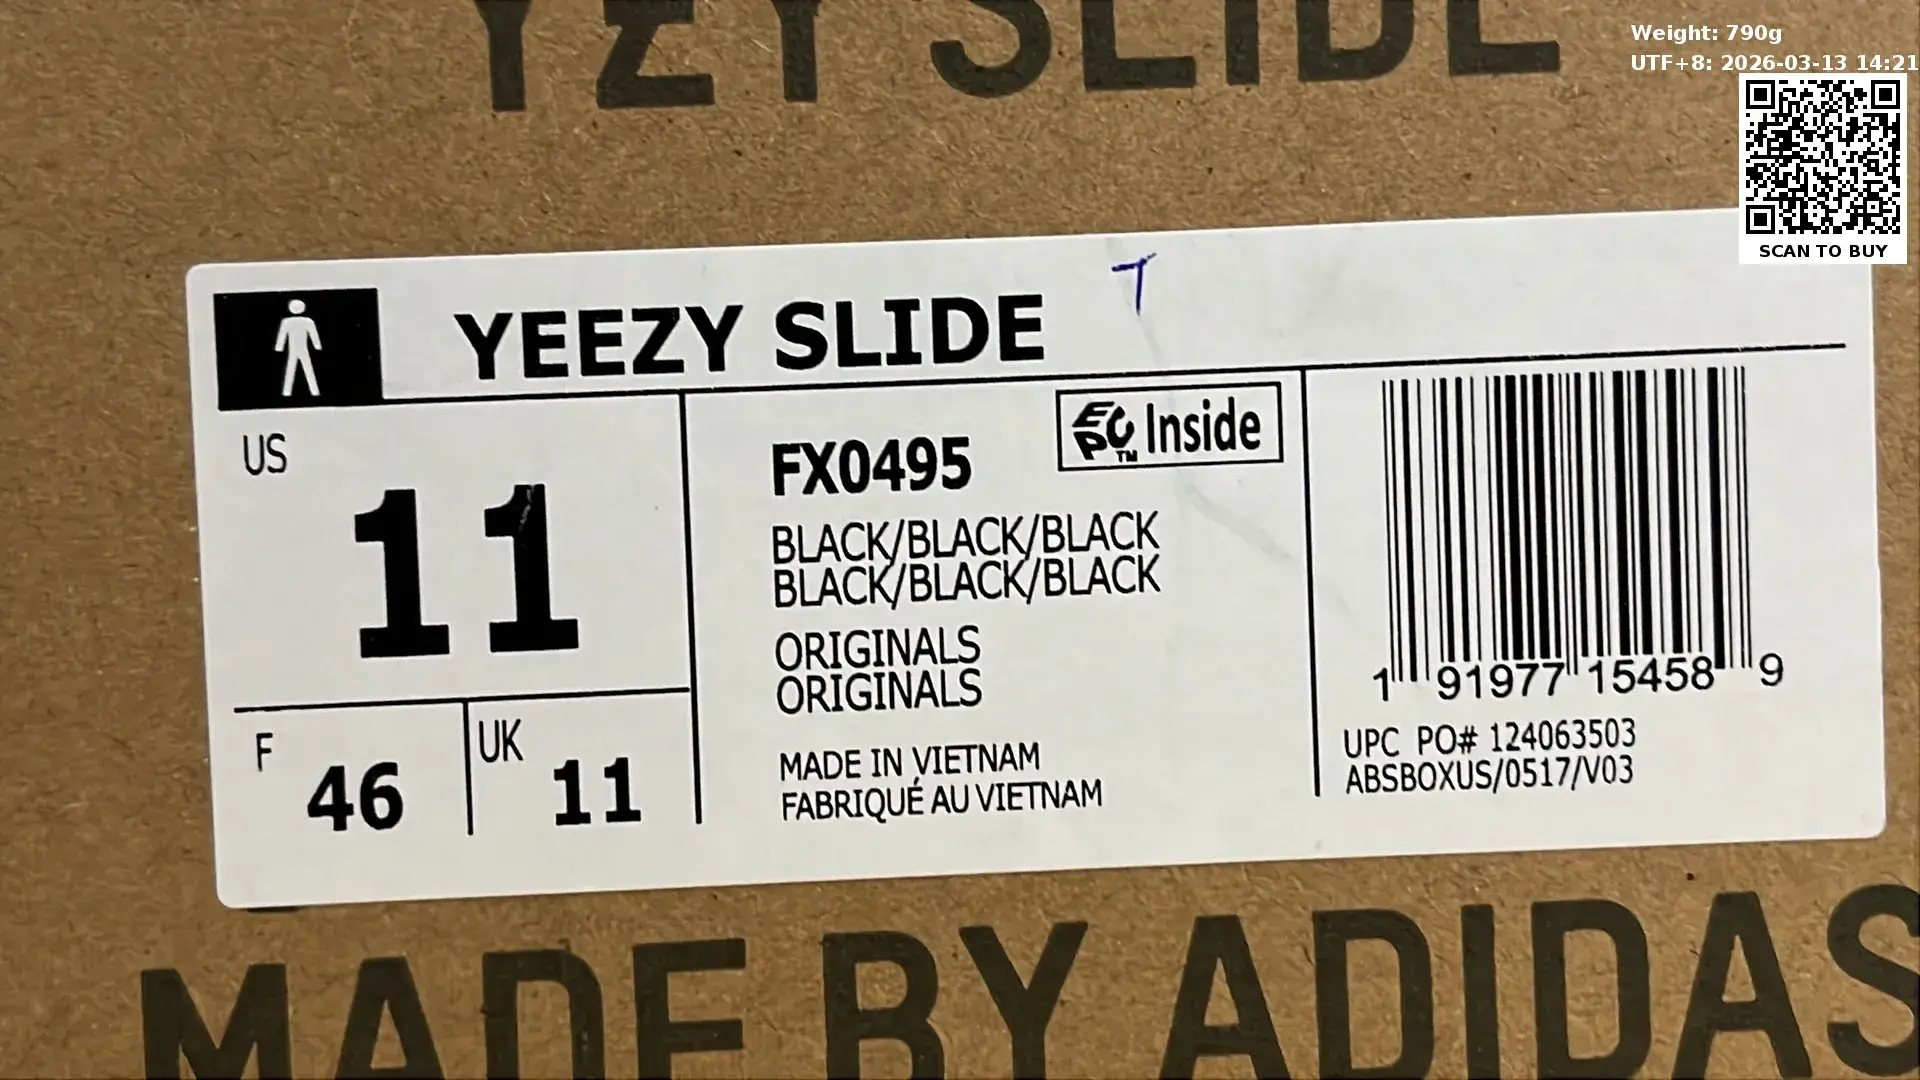 YZY SLIDE
Weight: 790g
UTF+8: 2026-03-13 14:21
SCAN TO BUY
T
YEEZY SLIDE
US
11
F
46
UK
11
FX0495
EPC™ Inside
BLACK/BLACK/BLACK
BLACK/BLACK/BLACK
ORIGINALS
ORIGINALS
MADE IN VIETNAM
FABRIQUÉ AU VIETNAM
1 91977 15458 9
UPC PO# 124063503
ABSBOXUS/0517/V03
MADE BY ADIDAS